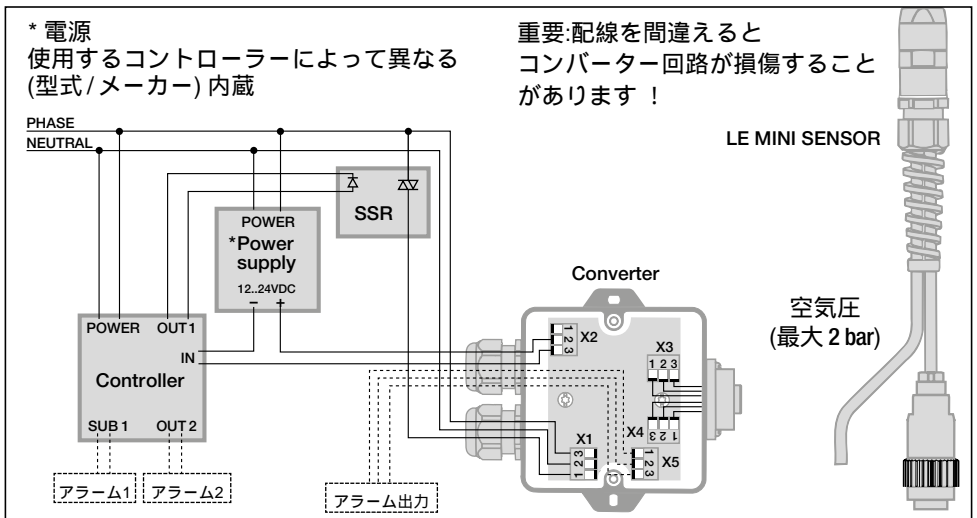 * 電源
使用するコントローラーによって異なる
(型式 / メーカー) 内蔵
重要:配線を間違えると
コンバーター回路が損傷すること
があります ！
PHASE
NEUTRAL
LE MINI SENSOR
SSR
POWER
*Power
supply
12..24VDC
− +
Converter
空気圧
(最大 2 bar)
POWER OUT1
IN
Controller
SUB 1 OUT 2
1
2
3
X2
X3
1 2 3
X4
3 2 1
X1
3
2
1
1
2
3
X5
アラーム1
アラーム2
アラーム出力